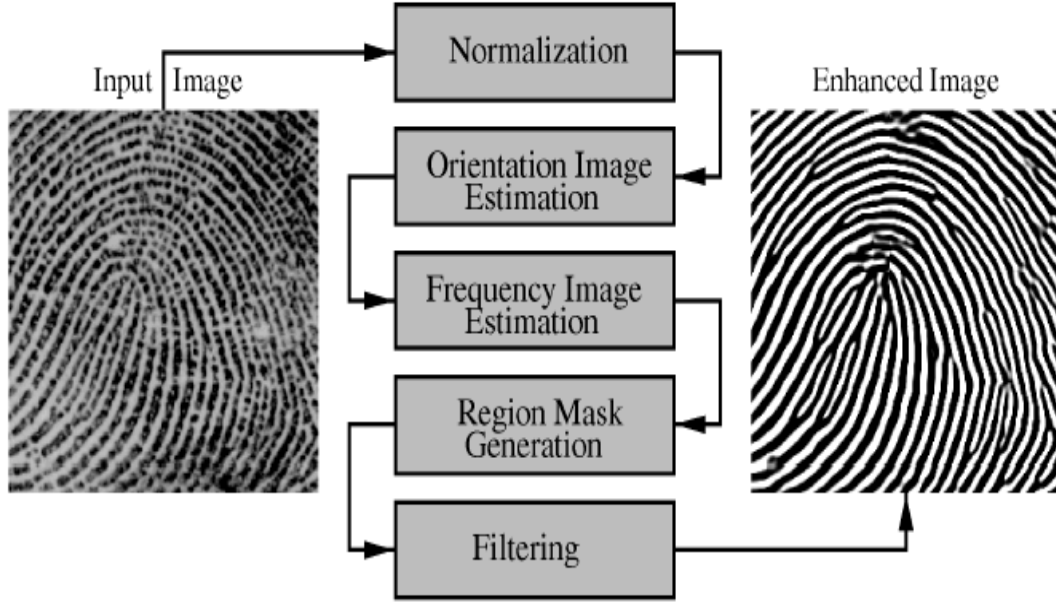 Input Image
Normalization
Orientation Image
Estimation
Frequency Image
Estimation
Region Mask
Generation
Filtering
Enhanced Image